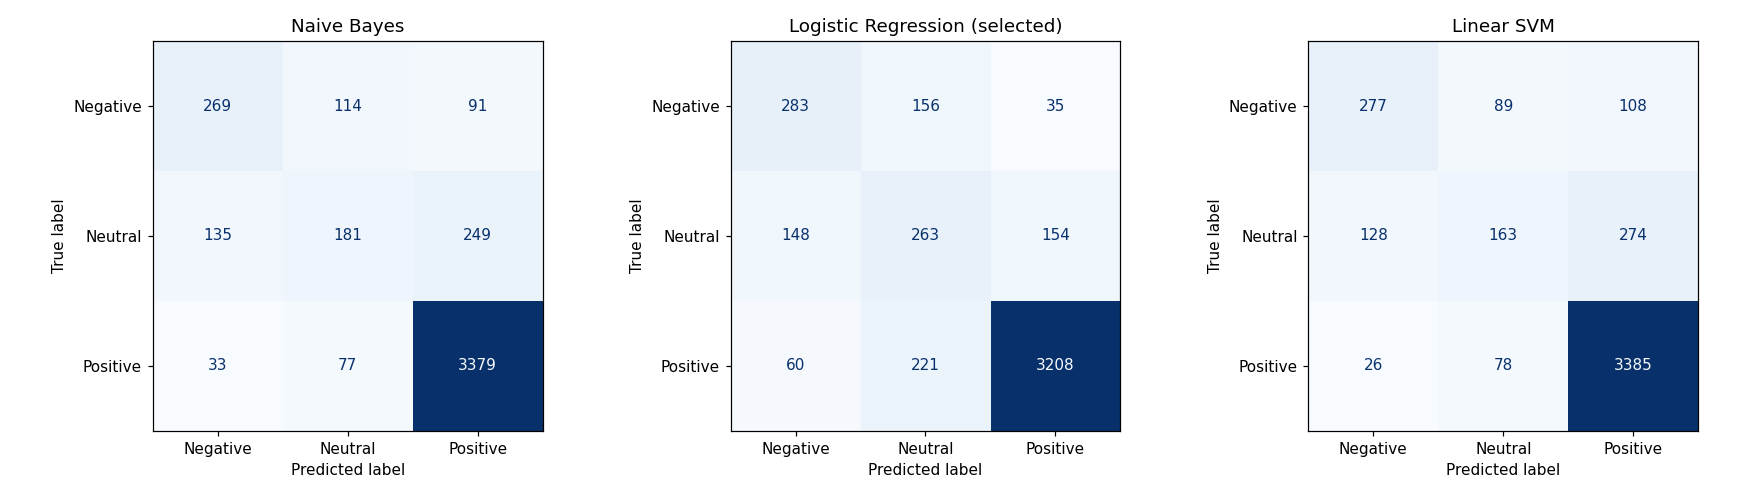 Naive Bayes
True label
Negative 269 114 91
Neutral 135 181 249
Positive 33 77 3379
Negative Neutral Positive
Predicted label
Logistic Regression (selected)
True label
Negative 283 156 35
Neutral 148 263 154
Positive 60 221 3208
Negative Neutral Positive
Predicted label
Linear SVM
True label
Negative 277 89 108
Neutral 128 163 274
Positive 26 78 3385
Negative Neutral Positive
Predicted label